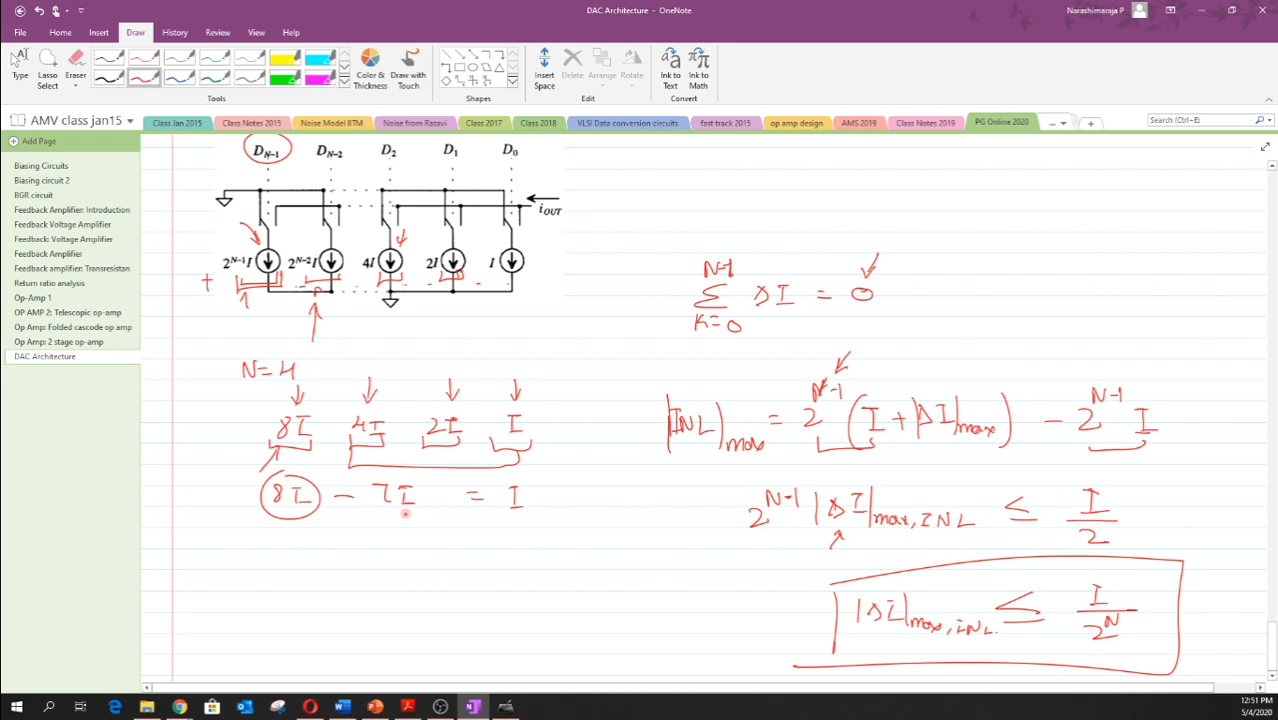 DAC Architecture - OneNote
Narashimaraja P
File Home Insert Draw History Review View Help
Type
Lasso Select
Eraser
Color & Thickness
Draw with Touch
Insert Space
Delete
Arrange
Rotate
Ink to Text
Ink to Math
Tools
Shapes
Edit
Convert
AMV class jan15
Class Jan 2015
Class Notes 2015
Noise Model IITM
Noise from Razavi
Class 2017
Class 2018
VLSI Data conversion circuits
fast track 2015
op amp design
AMS 2019
Class Notes 2019
PG Online 2020
Search (Ctrl+E)
Add Page
Biasing Circuits
Biasing circuit 2
BGR circuit
Feedback Amplifier: Introduction
Feedback Voltage Amplifier
Feedback: Voltage Amplifier
Feedback Amplifier
Feedback amplifier: Transresistan
Return ratio analysis
Op-Amp 1
OP AMP 2: Telescopic op-amp
Op Amp: Folded cascode op amp
Op Amp: 2 stage op-amp
DAC Architecture
D_{N-1} D_{N-2} D_2 D_1 D_0
i_{OUT}
2^{N-1}I 2^{N-2}I 4I 2I I
+ - - - -
N=4
8I 4I 2I I
8I - 7I = I
N-1
Σ ΔI = 0
K=0
|INL|_{max} = 2^{N-1} (I + |ΔI|_{max}) - 2^{N-1} I
2^{N-1} |ΔI|_{max, INL} ≤ I/2
|ΔI|_{max, INL} ≤ I/2^N
12:51 PM
5/4/2020